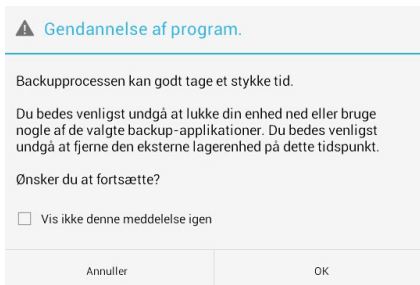 Gendannelse af program.
Backupprocessen kan godt tage et stykke tid.
Du bedes venligst undgå at lukke din enhed ned eller bruge
nogle af de valgte backup-applikationer. Du bedes venligst
undgå at fjerne den eksterne lagerenhed på dette tidspunkt.
Ønsker du at fortsætte?
Vis ikke denne meddelelse igen
Annuller
OK